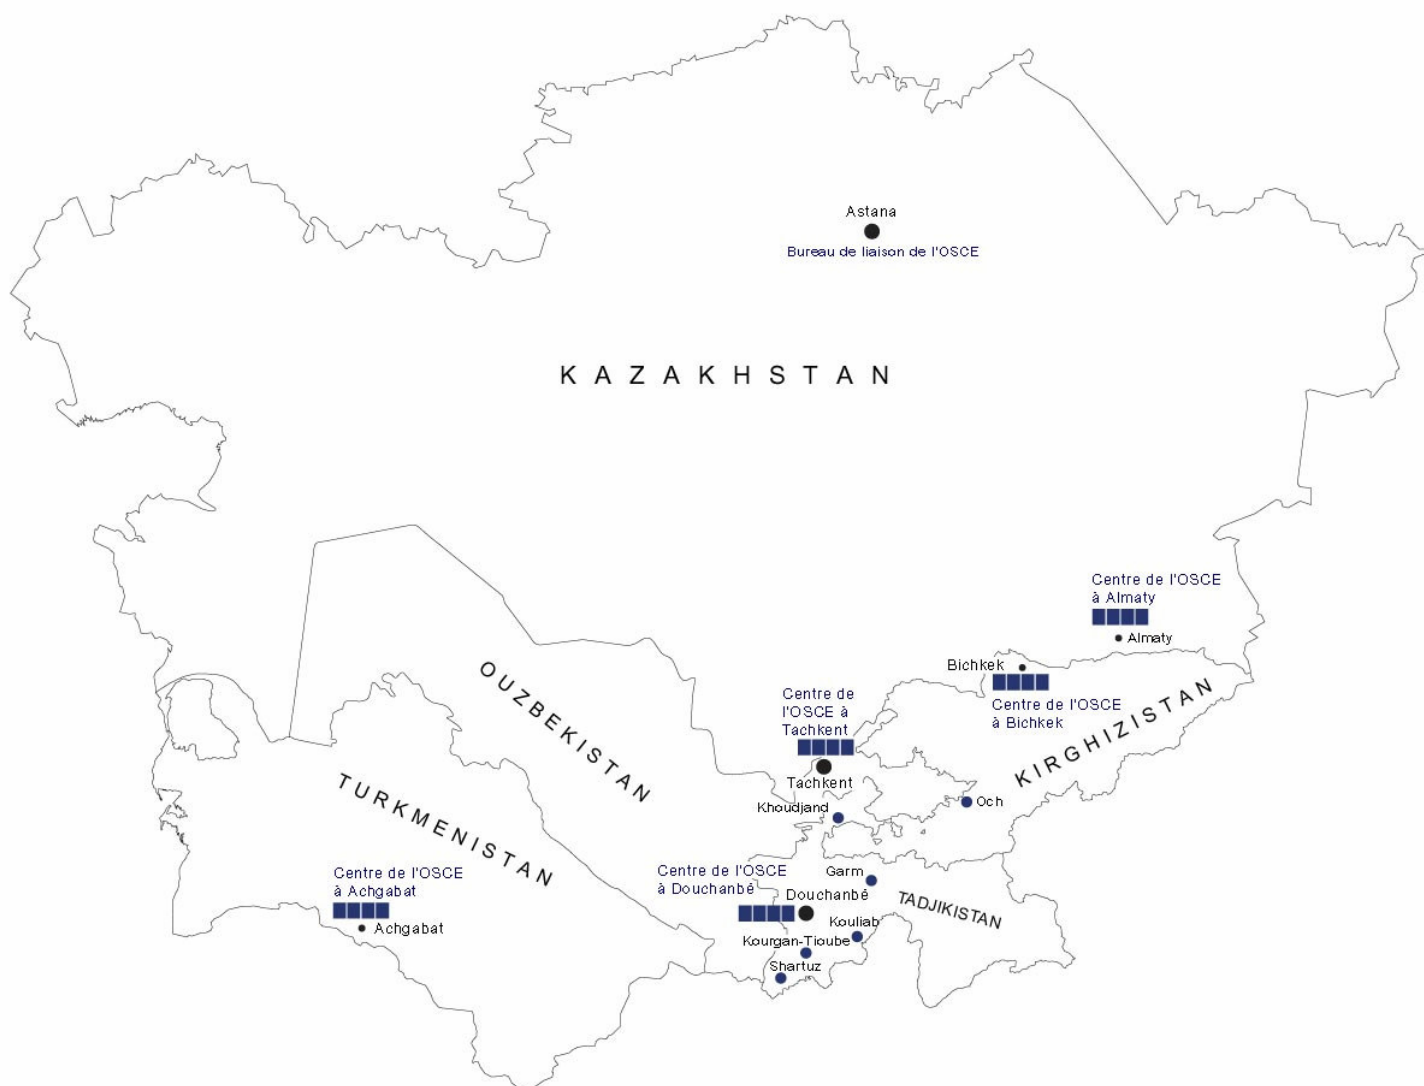 Astana
Bureau de liaison de l'OSCE
KAZAKHSTAN
Centre de l'OSCE
à Almaty
Almaty
Bichkek
Centre de l'OSCE
à Bichkek
KIRGHIZISTAN
OUZBEKISTAN
Centre de
l'OSCE à
Tachkent
Tachkent
Khoudjand
Och
TURKMENISTAN
Centre de l'OSCE
à Achgabat
Achgabat
Centre de l'OSCE
à Douchanbé
Douchanbé
Garm
TADJIKISTAN
Kouliab
Kourgan-Tioube
Shartuz